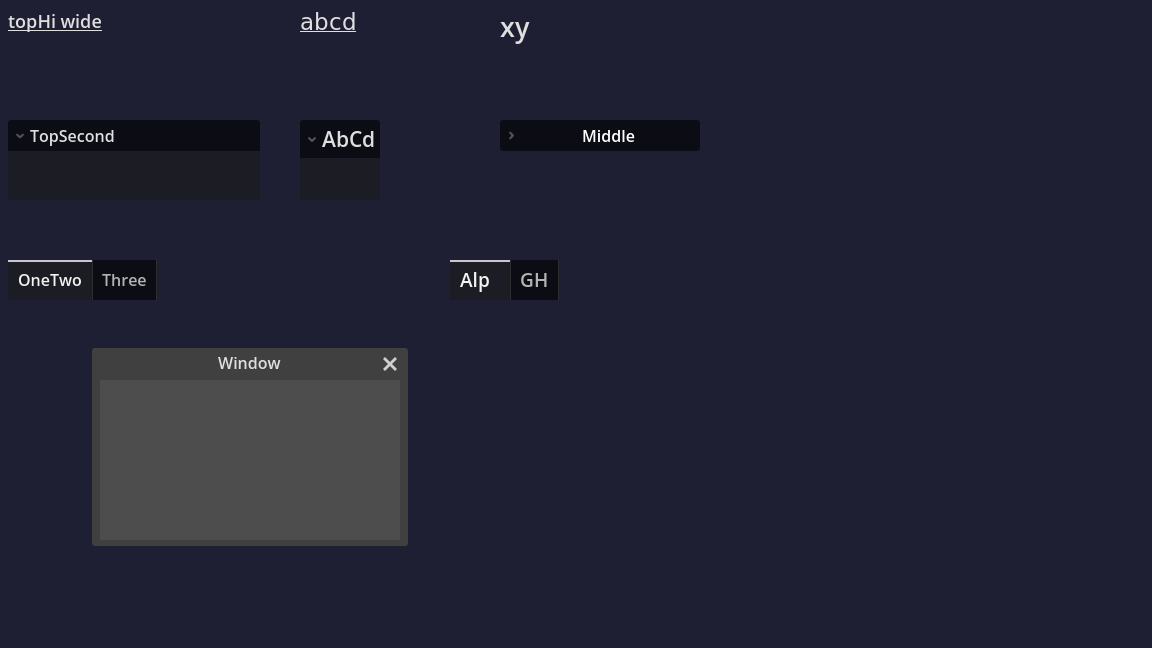 topHi wide
abcd
xy
TopSecond
AbCd
Middle
OneTwo
Three
Alp
GH
Window